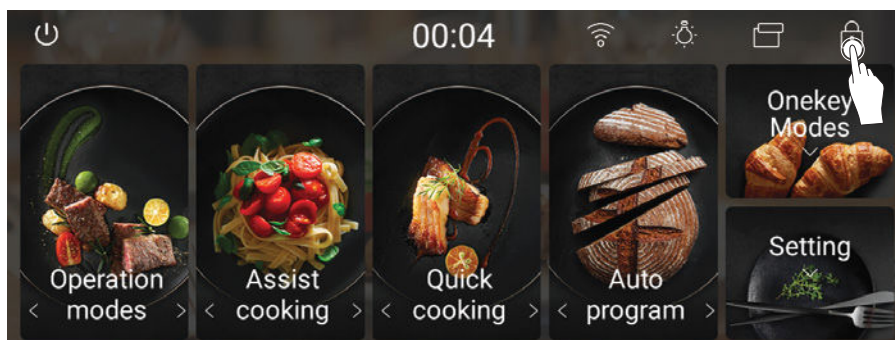 00:04
Operation
modes
Assist
cooking
Quick
cooking
Auto
program
Onekey
Modes
Setting